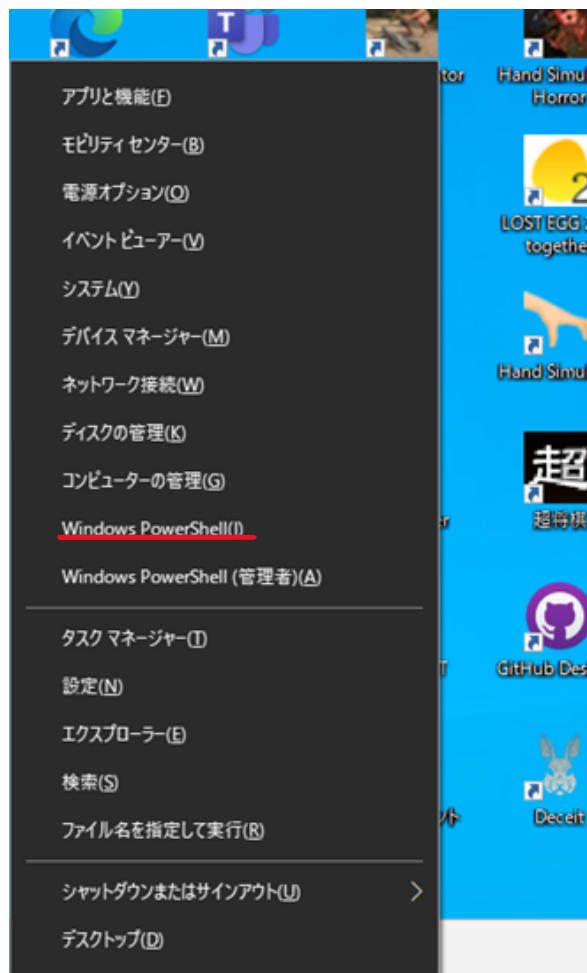 アプリと機能(F)
モビリティ センター(B)
電源オプション(O)
イベント ビューアー(V)
システム(Y)
デバイス マネージャー(M)
ネットワーク接続(W)
ディスクの管理(K)
コンピューターの管理(G)
Windows PowerShell(I)
Windows PowerShell (管理者)(A)
タスク マネージャー(T)
設定(N)
エクスプローラー(E)
検索(S)
ファイル名を指定して実行(R)
シャットダウンまたはサインアウト(U)
デスクトップ(D)
T
tor
Hand Simul
Horror
2
LOST EGG
togethe
Hand Simul
超
超将棋
GitHub Des
Deceit